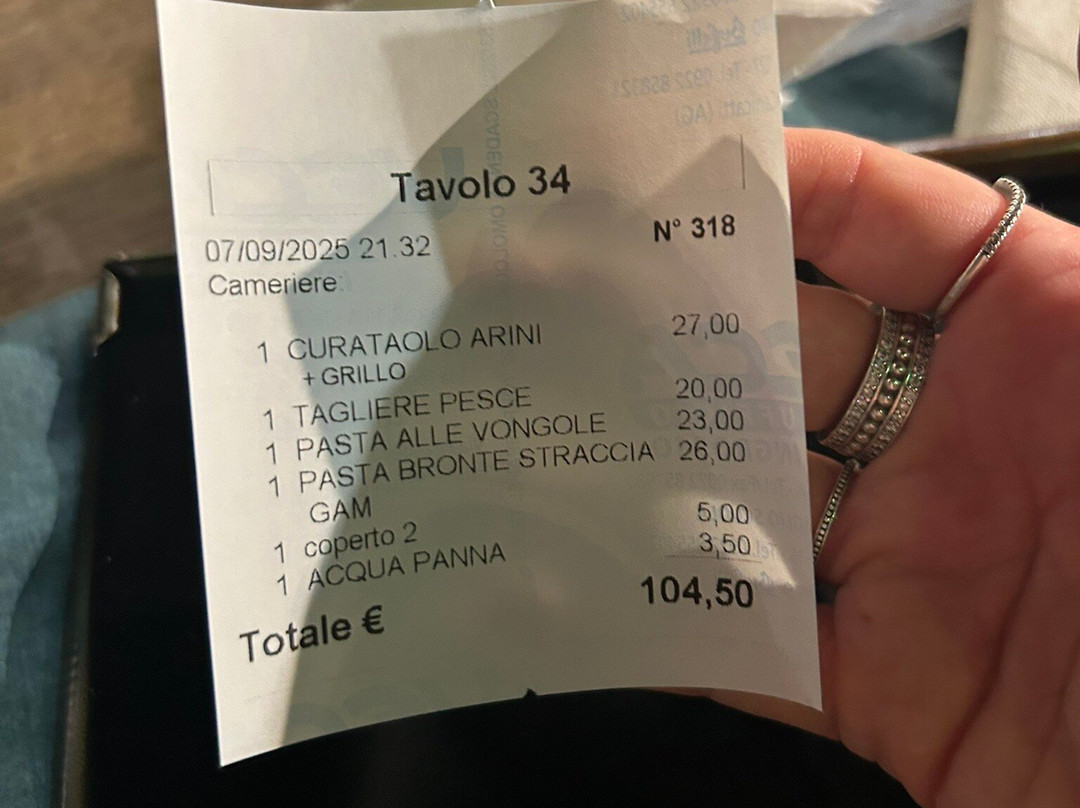 Tavolo 34
N° 318
07/09/2025 21.32
Cameriere:
1 CURATAOLO ARINI 27,00
+ GRILLO
1 TAGLIERE PESCE 20,00
1 PASTA ALLE VONGOLE 23,00
1 PASTA BRONTE STRACCIA 26,00
GAM
1 coperto 2 5,00
1 ACQUA PANNA 3,50
Totale € 104,50